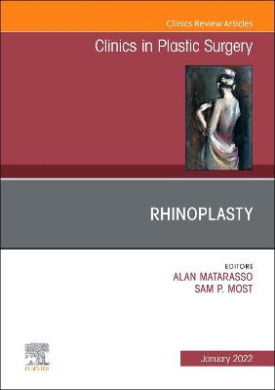 Clinics Review Articles
Clinics in Plastic Surgery
RHINOPLASTY
EDITORS
ALAN MATARASSO
SAM P. MOST
ELSEVIER
January 2022